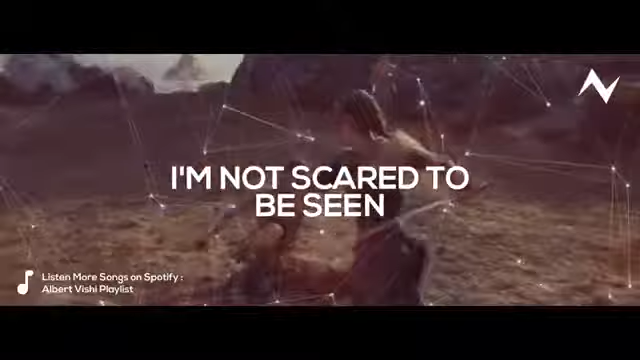 I'M NOT SCARED TO
BE SEEN
Listen More Songs on Spotify :
Albert Vishi Playlist